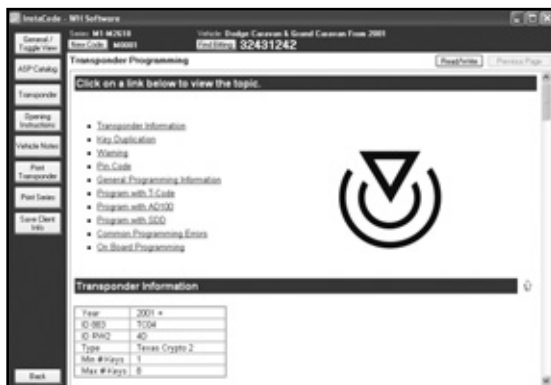 InstaCode - WH Software
Series: M1-M2618 Vehicle: Dodge Caravan & Grand Caravan From 2001
New Code: M0001 Find Bitting: 32431242
General / Toggle View
ASP Catalog
Transponder
Opening Instructions
Vehicle Notes
Print Transponder
Print Series
Save Client Info
Back
Transponder Programming Read/Write Previous Page
Click on a link below to view the topic.
Transponder Information
Key Duplication
Warning
Pin Code
General Programming Information
Program with T-Code
Program with AD100
Program with SDD
Common Programming Errors
On Board Programming
Transponder Information
Year 2001 +
ID 883 TC04
ID RW2 4D
Type Texas Crypto 2
Min # Keys 1
Max # Keys 8